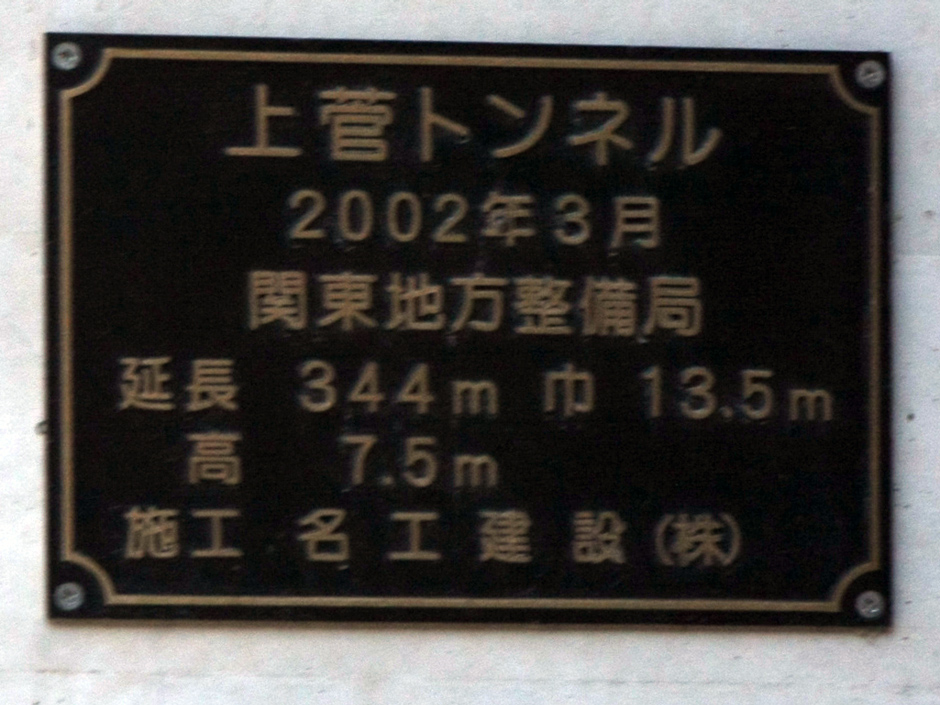 上菅トンネル
2002年3月
関東地方整備局
延長 344m 巾 13.5m
高 7.5m
施工 名工建設(株)